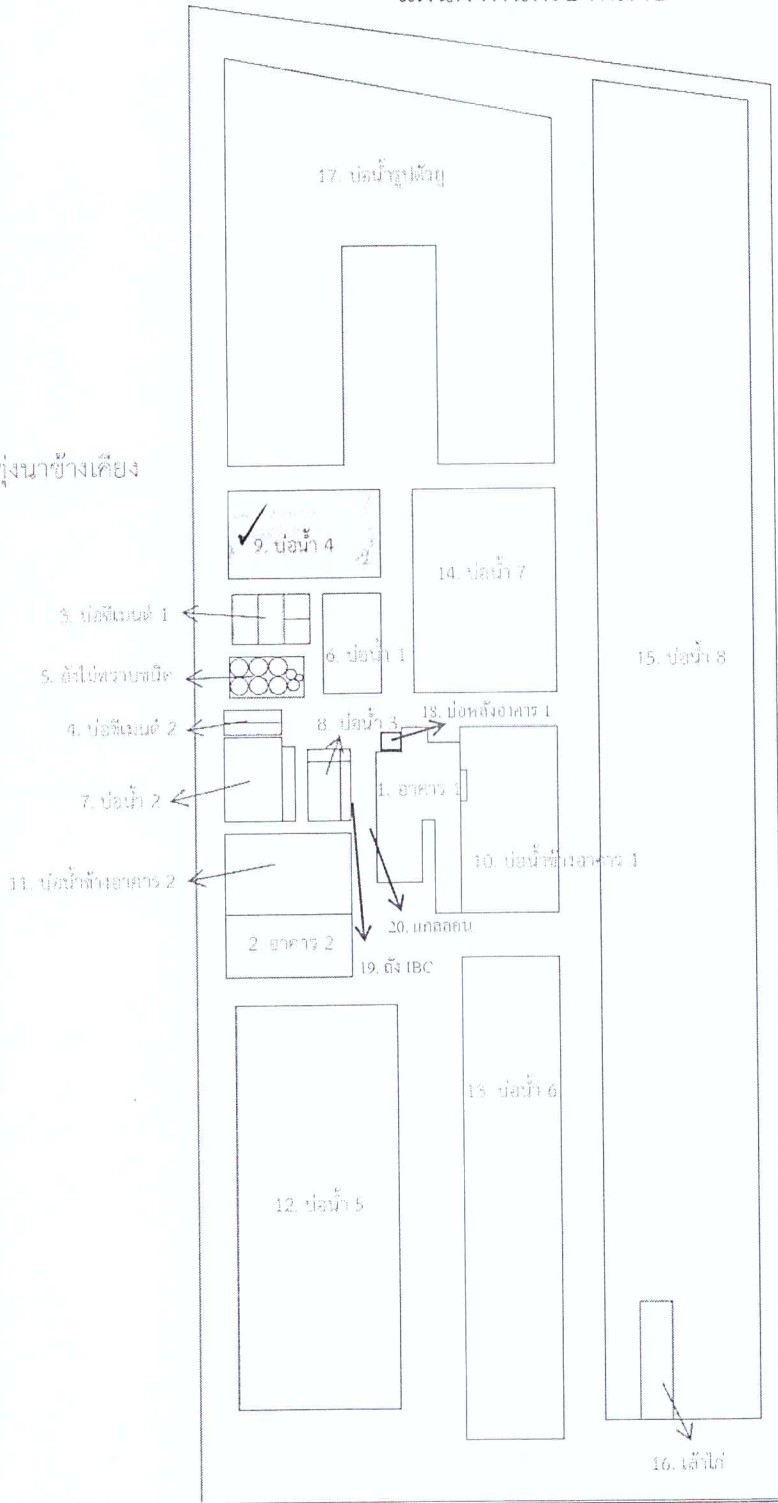 17. บ่อน้ำรูปตัวยู
ทุ่งนาข้างเคียง
9. บ่อน้ำ 4
14. บ่อน้ำ 7
3. บ่อซีเมนต์ 1
6. บ่อน้ำ 1
15. บ่อน้ำ 8
5. ถังไม่ทราบชนิด
18. บ่อหลังอาคาร 1
4. บ่อซีเมนต์ 2
8. บ่อน้ำ 3
1. อาคาร 1
7. บ่อน้ำ 2
10. บ่อน้ำข้างอาคาร 1
11. บ่อน้ำข้างอาคาร 2
20. แกลลอน
2 อาคาร 2
19. ถัง IBC
13. บ่อน้ำ 6
12. บ่อน้ำ 5
16. เล้าไก่